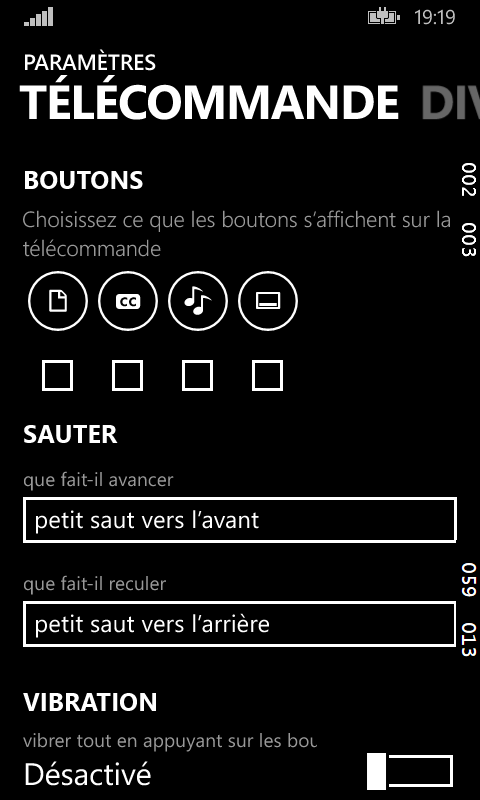 19:19
PARAMÈTRES
TÉLÉCOMMANDE DIV
BOUTONS
Choisissez ce que les boutons s'affichent sur la
télécommande
CC
SAUTER
que fait-il avancer
petit saut vers l'avant
que fait-il reculer
petit saut vers l'arrière
VIBRATION
vibrer tout en appuyant sur les bou
Désactivé
002
003
059
013